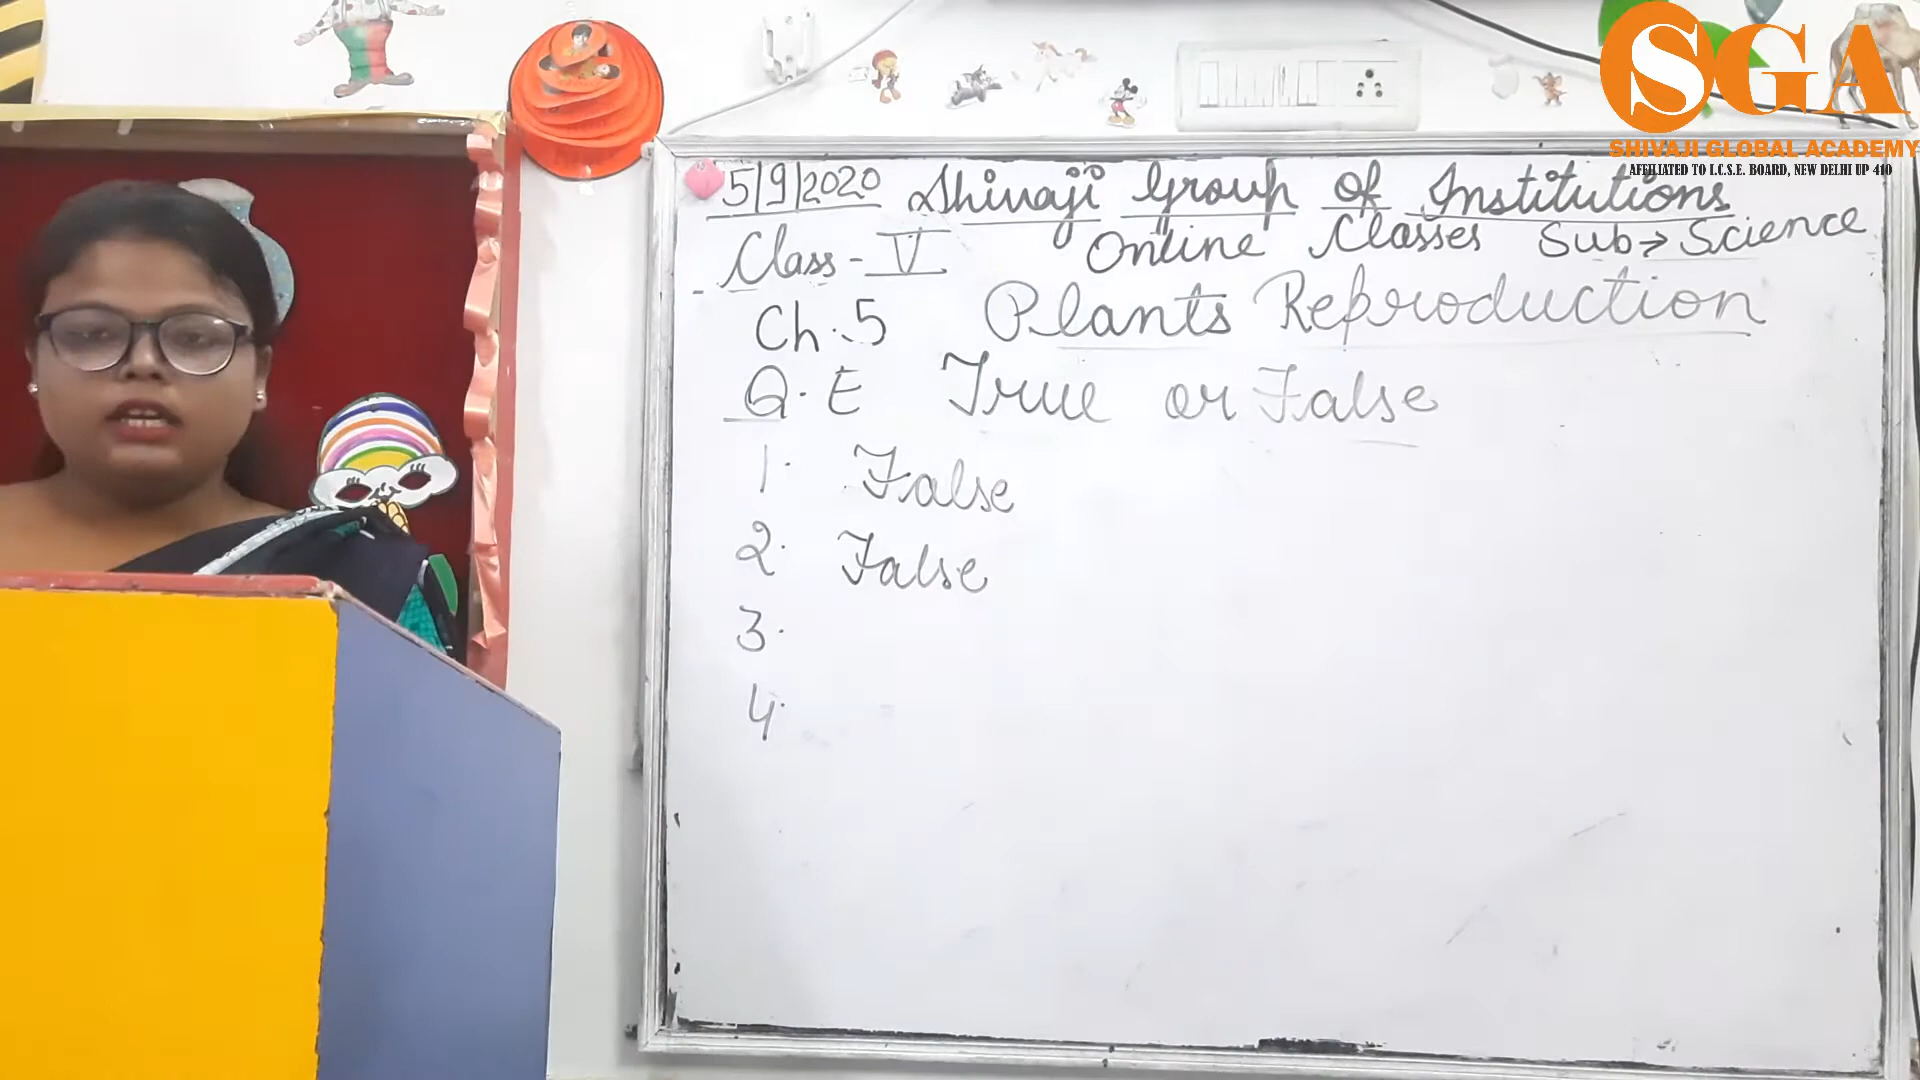 SGA
SHIVAJI GLOBAL ACADEMY
AFFILIATED TO I.C.S.E. BOARD, NEW DELHI UP 410
5/9/2020 Shivaji Group Of Institutions
Class - V Online Classes Sub → Science
Ch. 5 Plants Reproduction
Q. E True or False
1. False
2. False
3.
4.